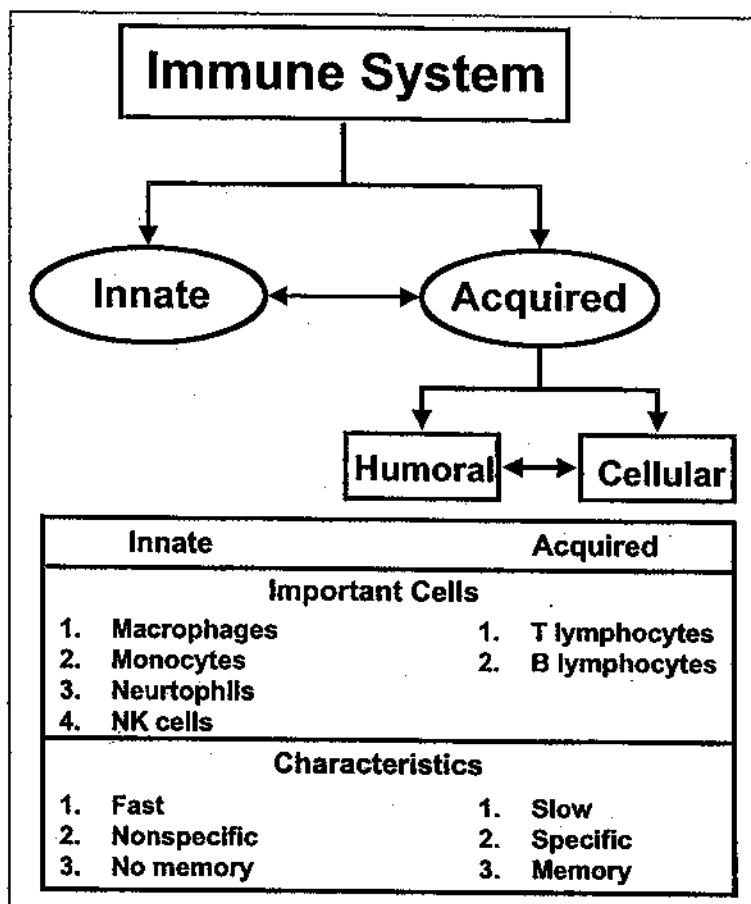 Immune System
Innate
Acquired
Humoral
Cellular
Innate Acquired
Important Cells
1. Macrophages 1. T lymphocytes
2. Monocytes 2. B lymphocytes
3. Neurtophils
4. NK cells
Characteristics
1. Fast 1. Slow
2. Nonspecific 2. Specific
3. No memory 3. Memory